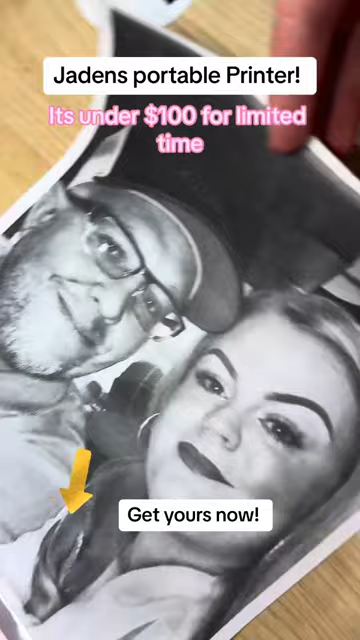 Jadens portable Printer!
Its under $100 for limited
time
Get yours now!